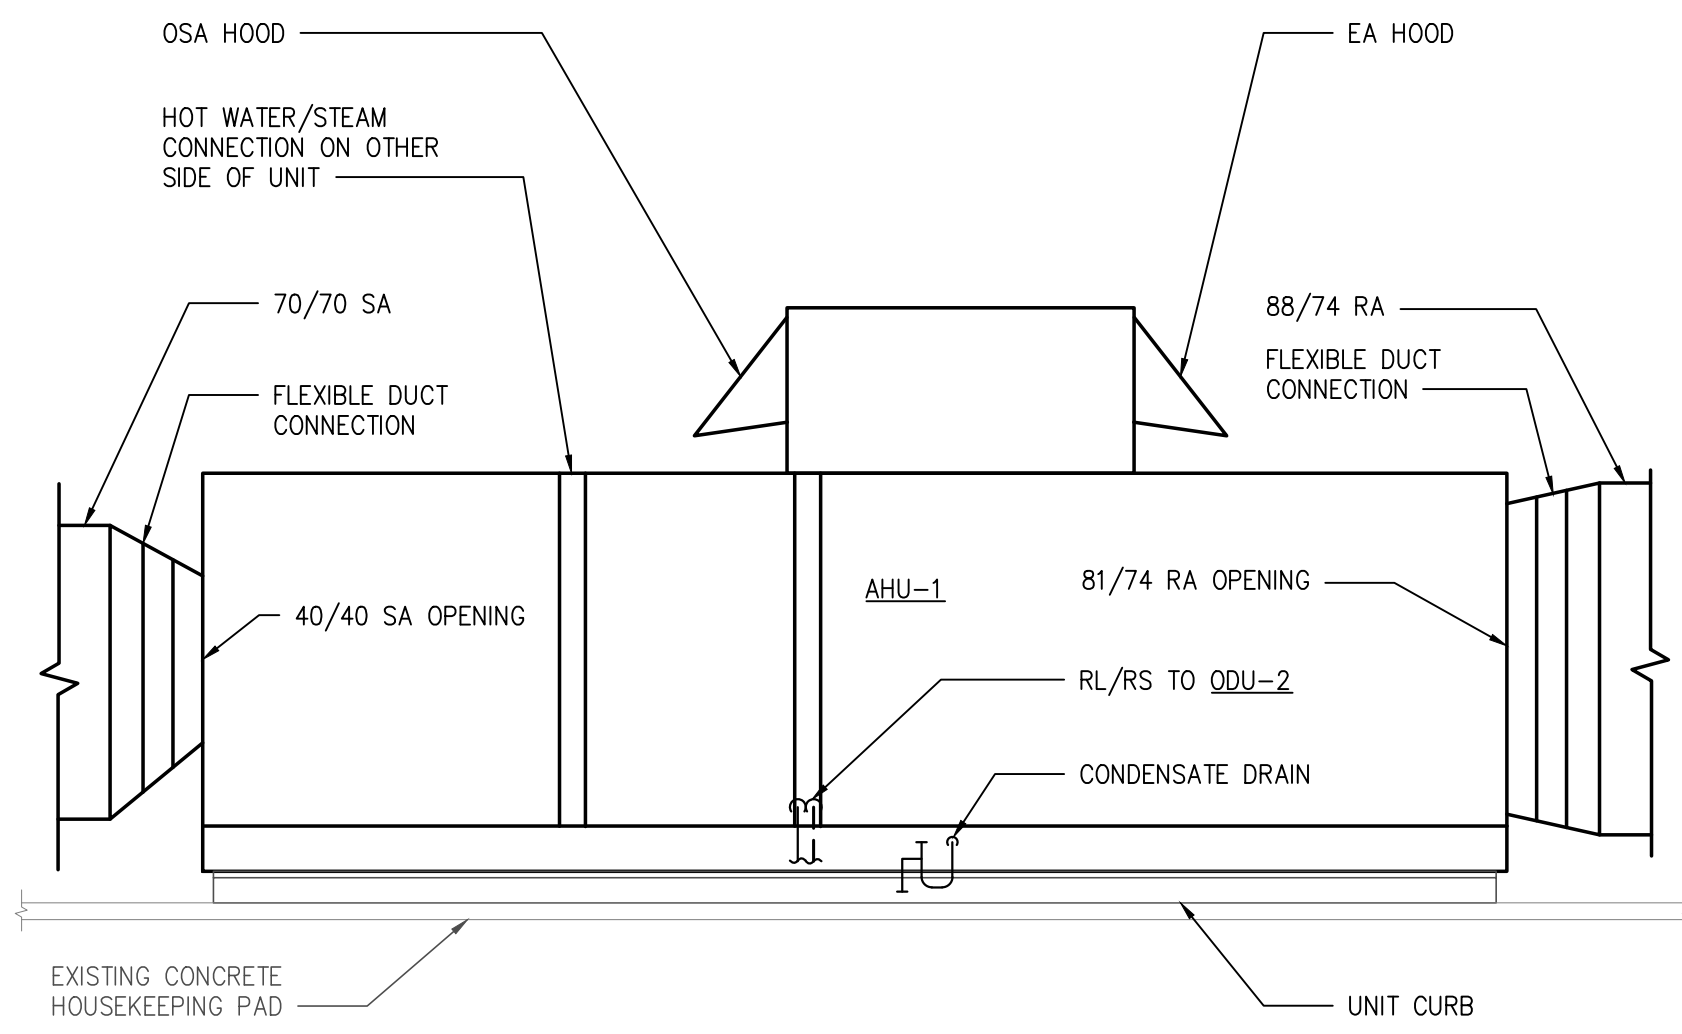 OSA HOOD
EA HOOD
HOT WATER/STEAM
CONNECTION ON OTHER
SIDE OF UNIT
70/70 SA
88/74 RA
FLEXIBLE DUCT
CONNECTION
FLEXIBLE DUCT
CONNECTION
40/40 SA OPENING
AHU-1
81/74 RA OPENING
RL/RS TO ODU-2
CONDENSATE DRAIN
EXISTING CONCRETE
HOUSEKEEPING PAD
UNIT CURB